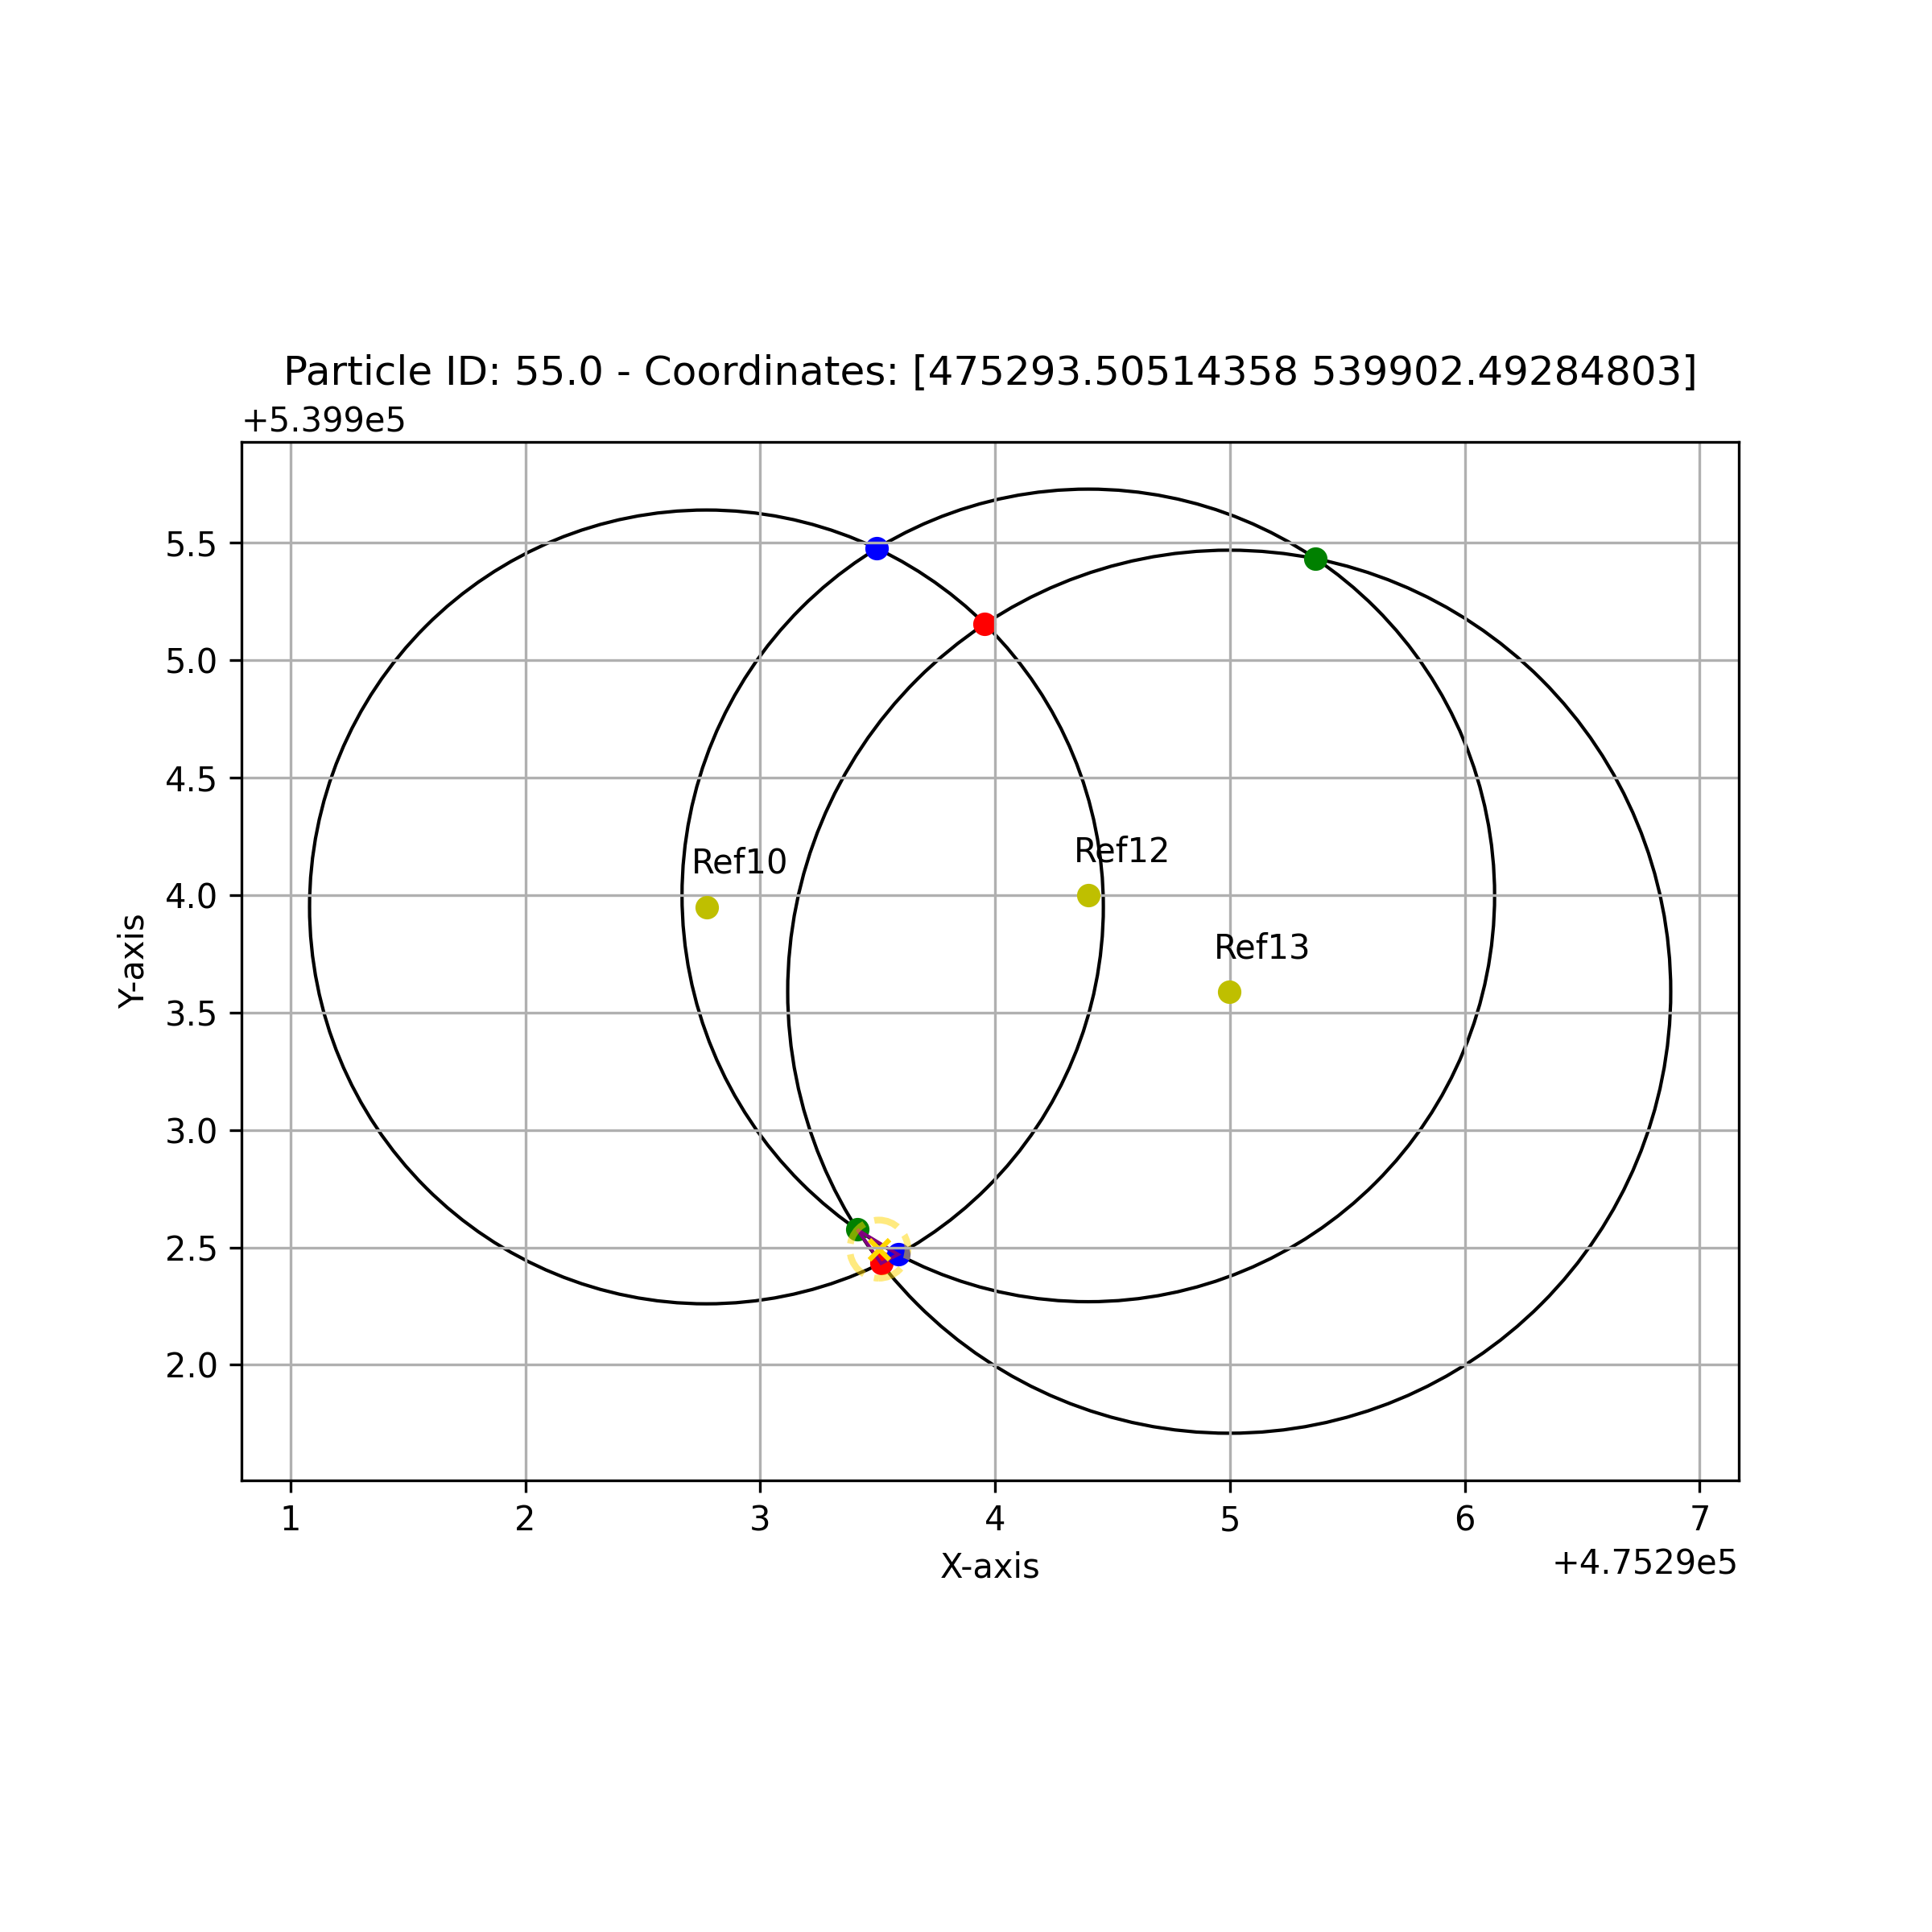 Particle ID: 55.0 - Coordinates: [475293.50514358 539902.49284803]
+5.399e5
5.5
5.0
4.5
4.0
3.5
3.0
2.5
2.0
Y-axis
Ref10
Ref12
Ref13
1 2 3 4 5 6 7
X-axis
+4.7529e5